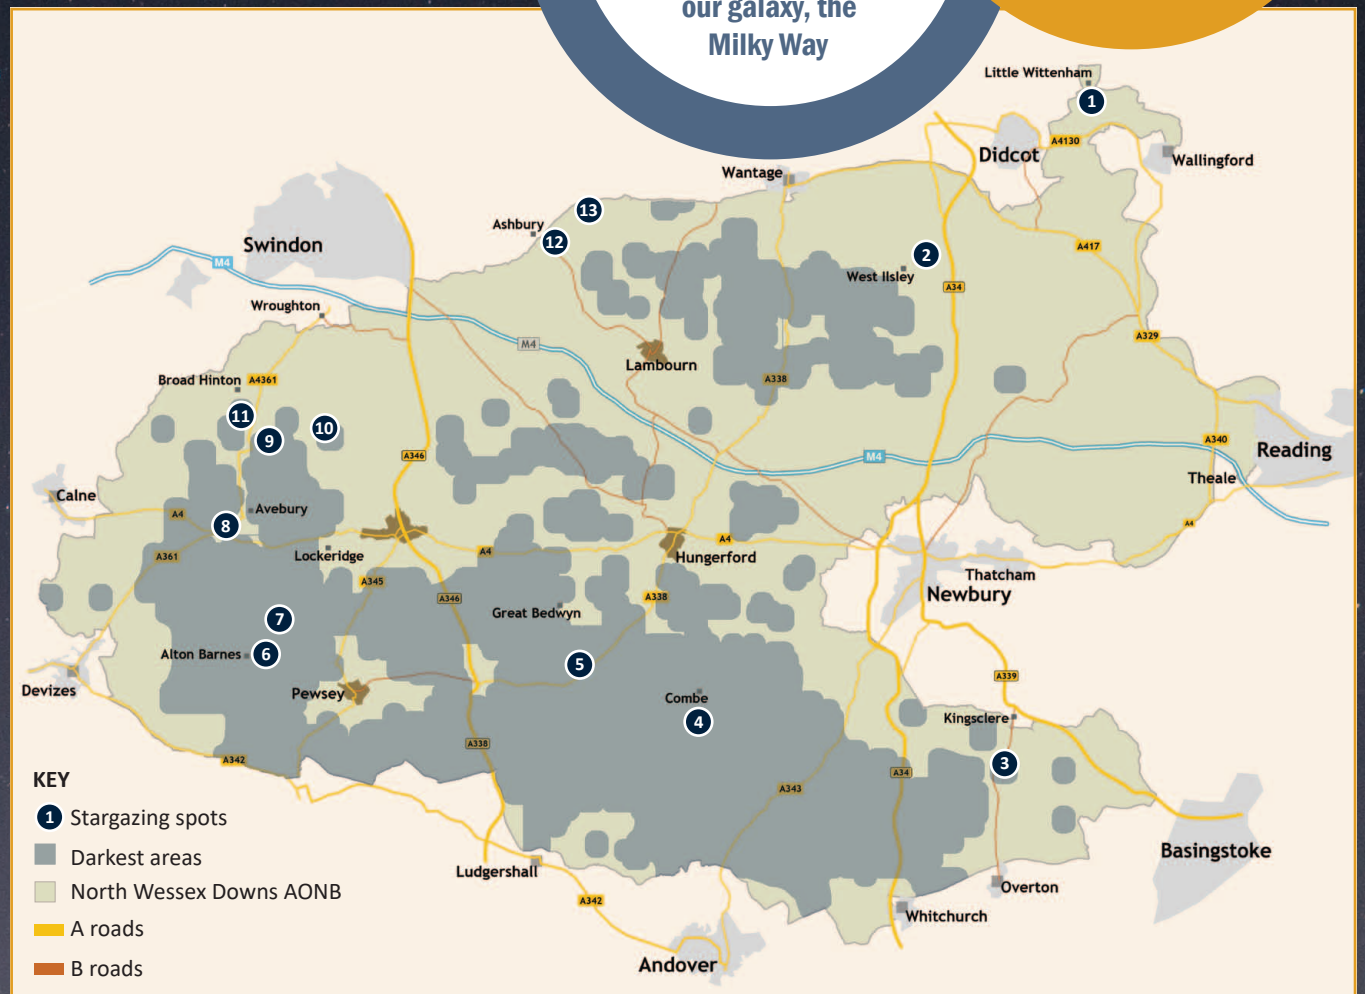 our galaxy, the
Milky Way
Little Wittenham
1
Didcot
A4130
Wallingford
Wantage
13
Ashbury
12
Swindon
M4
A417
2
West Ilsley
A34
Wroughton
M4
A329
Lambourn
A338
Broad Hinton
A4361
11
9
10
A346
M4
A340
Reading
Theale
Calne
A4
Avebury
8
A4
A361
Lockeridge
A4
A4
Hungerford
Thatcham
A345
A346
A338
Newbury
Great Bedwyn
7
Alton Barnes
6
5
A339
Devizes
Pewsey
Combe
4
Kingsclere
A342
A338
3
A34
A343
KEY
1 Stargazing spots
Darkest areas
North Wessex Downs AONB
A roads
B roads
Ludgershall
A342
Basingstoke
Overton
Whitchurch
Andover